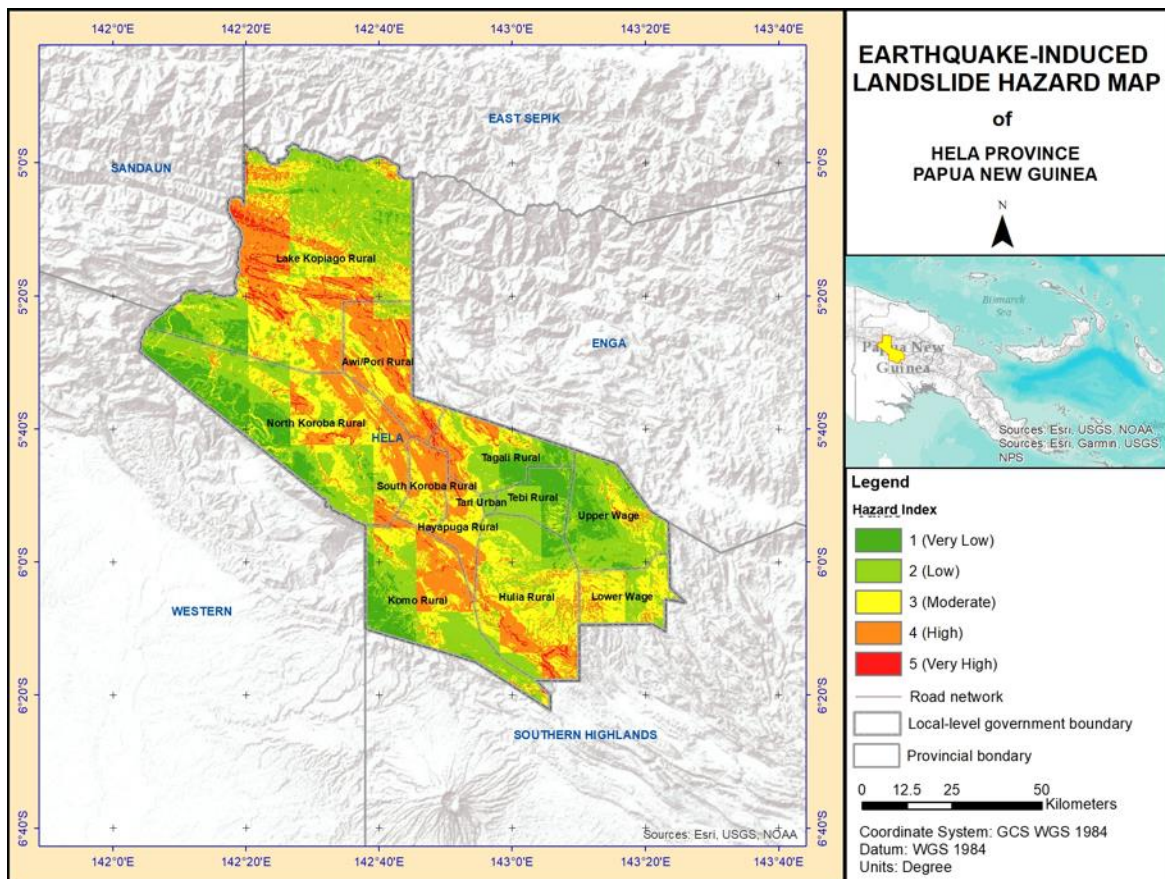 142°0'E 142°20'E 142°40'E 143°0'E 143°20'E 143°40'E
EAST SEPIK
SANDAUN
5°0'S 5°0'S
Lake Kopiago Rural
5°20'S 5°20'S
ENGA
Awi/Pori Rural
North Koroba Rural
HELA
5°40'S 5°40'S
Tagali Rural
South Koroba Rural
Tebi Rural
Tari Urban
Upper Wage
Hayapuga Rural
6°0'S 6°0'S
WESTERN
Komo Rural
Hulia Rural
Lower Wage
6°20'S 6°20'S
SOUTHERN HIGHLANDS
6°40'S 6°40'S
Sources: Esri, USGS, NOAA
142°0'E 142°20'E 142°40'E 143°0'E 143°20'E 143°40'E
EARTHQUAKE-INDUCED
LANDSLIDE HAZARD MAP
of
HELA PROVINCE
PAPUA NEW GUINEA
N
Bismarck
Sea
Papua New
Guinea
Sources: Esri, USGS, NOAA
Sources: Esri, Garmin, USGS,
NPS
Legend
Hazard Index
1 (Very Low)
2 (Low)
3 (Moderate)
4 (High)
5 (Very High)
Road network
Local-level government boundary
Provincial bondary
0 12.5 25 50
Kilometers
Coordinate System: GCS WGS 1984
Datum: WGS 1984
Units: Degree